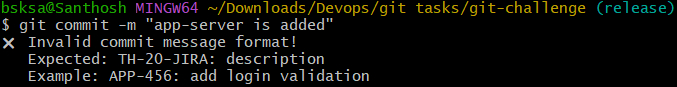 bsksa@Santhosh MINGW64 ~/Downloads/Devops/git tasks/git-challenge (release)
$ git commit -m "app-server is added"
❌ Invalid commit message format!
Expected: TH-20-JIRA: description
Example: APP-456: add login validation